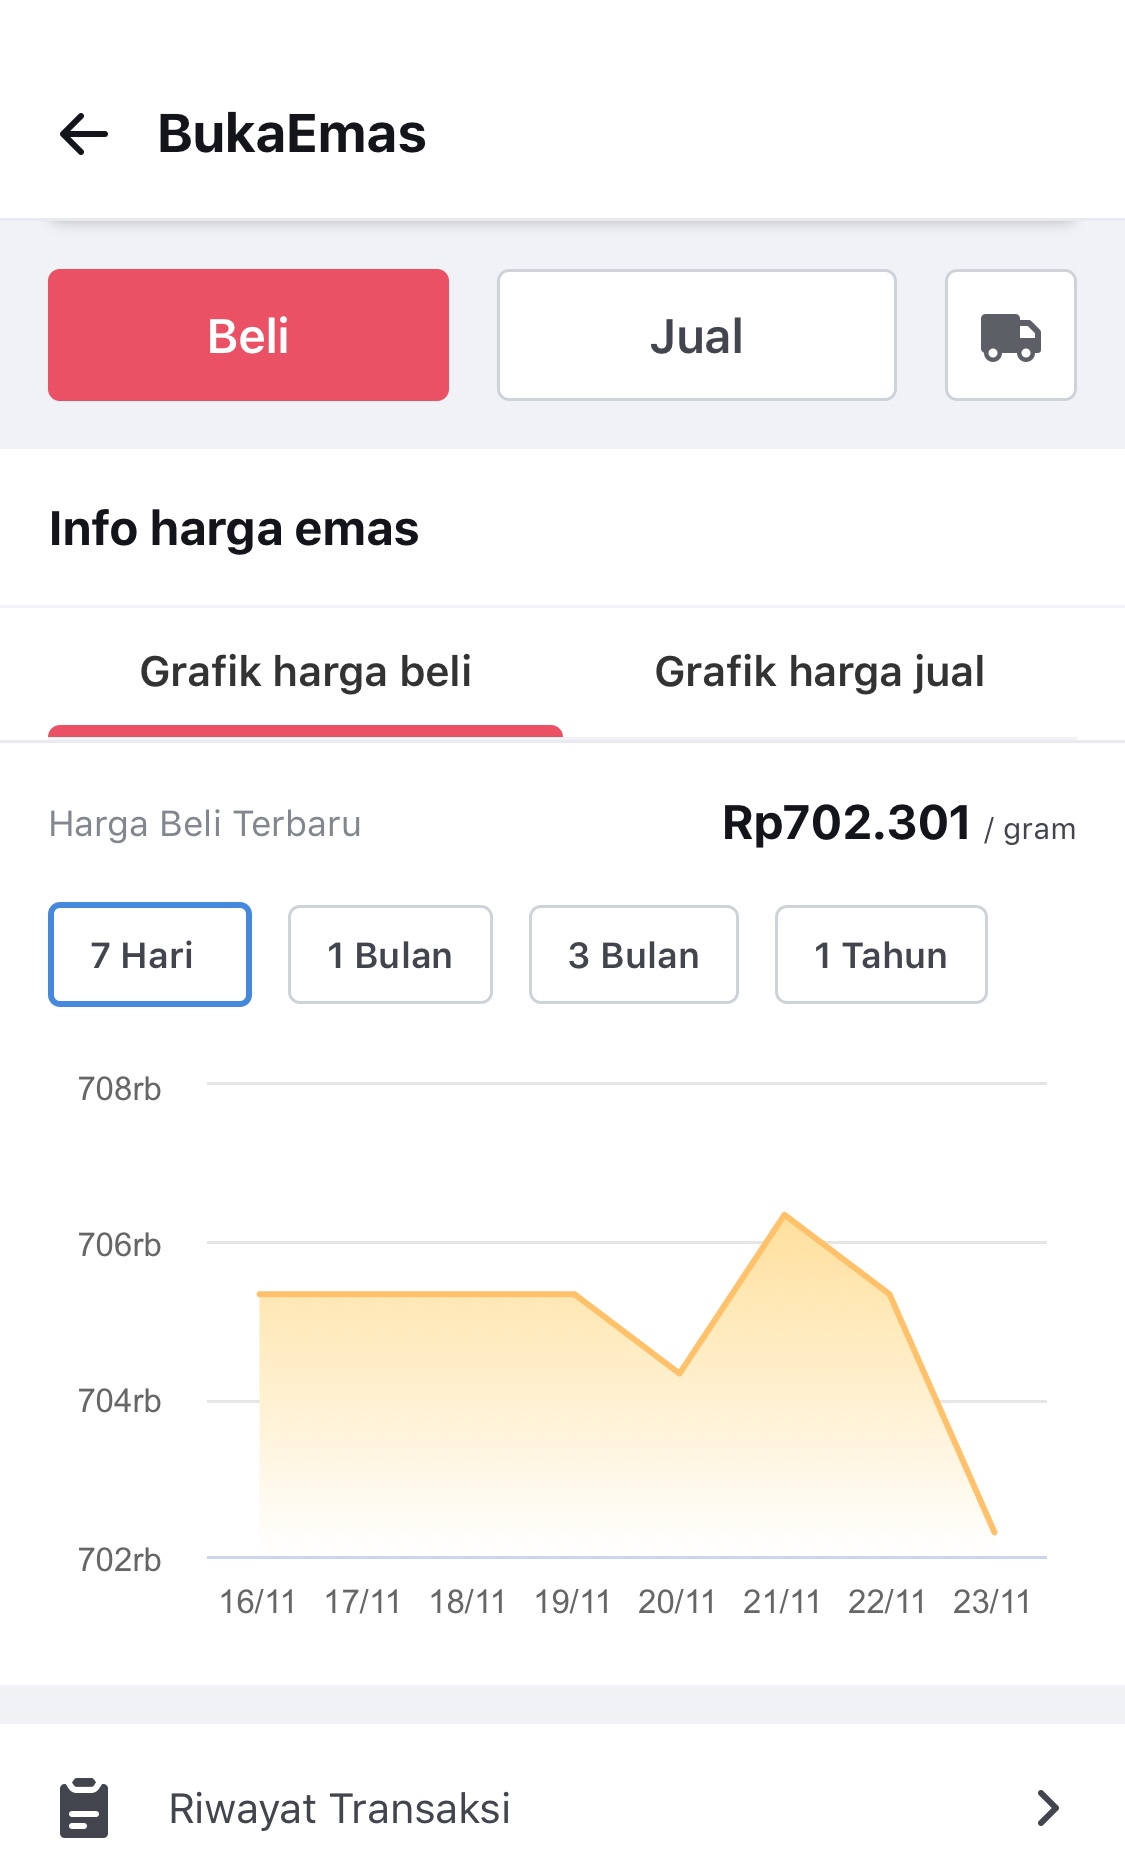 BukaEmas
Beli
Jual
Info harga emas
Grafik harga beli
Grafik harga jual
Harga Beli Terbaru
Rp702.301 / gram
7 Hari
1 Bulan
3 Bulan
1 Tahun
708rb
706rb
704rb
702rb
16/11 17/11 18/11 19/11 20/11 21/11 22/11 23/11
Riwayat Transaksi